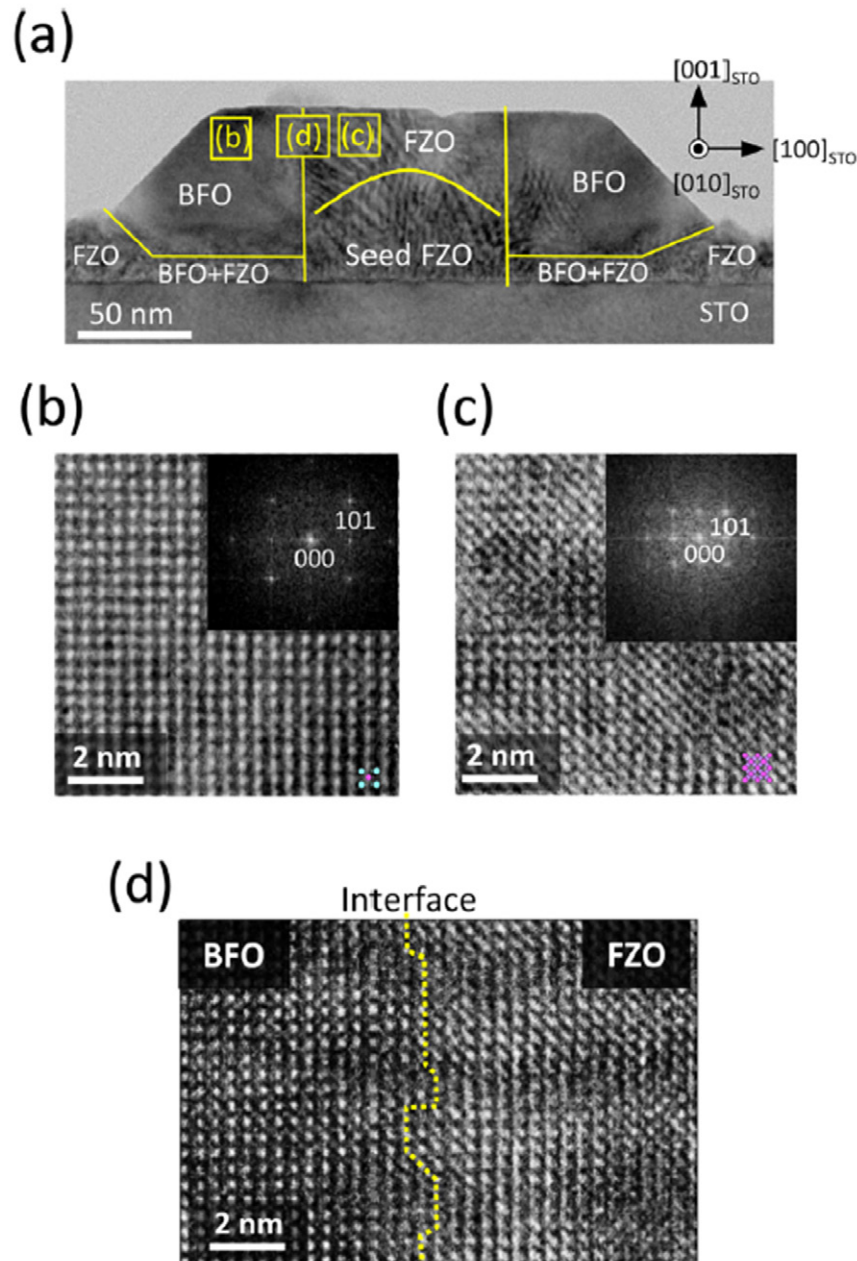 (a)
[001]STO
(b) (d) (c) FZO
[100]STO
BFO BFO
[010]STO
FZO Seed FZO FZO
BFO+FZO BFO+FZO
50 nm STO
(b) (c)
101 101
000 000
2 nm 2 nm
(d) Interface
BFO FZO
2 nm